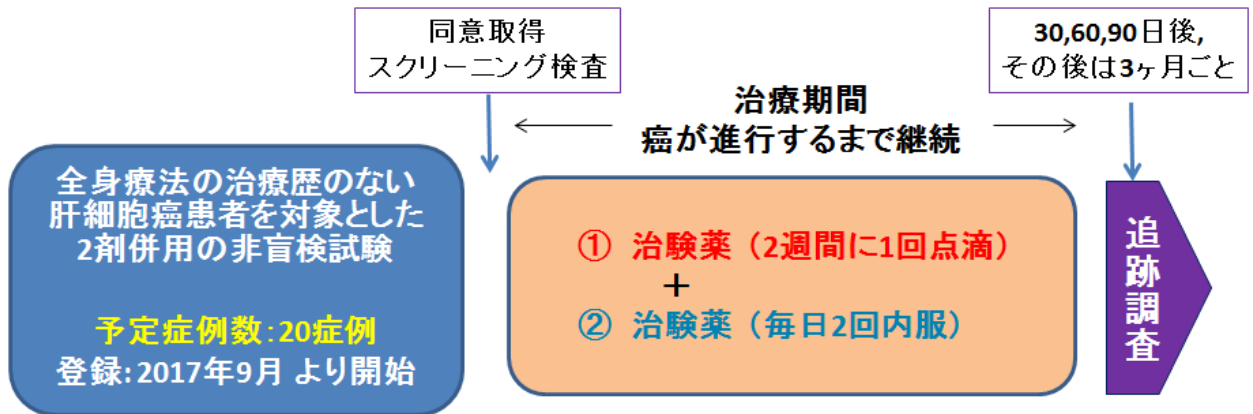 同意取得
スクリーニング検査
30,60,90日後,
その後は3ヶ月ごと
治療期間
癌が進行するまで継続
全身療法の治療歴のない
肝細胞癌患者を対象とした
2剤併用の非盲検試験
予定症例数:20症例
登録:2017年9月 より開始
① 治験薬（2週間に1回点滴）
＋
② 治験薬（毎日2回内服）
追跡調査